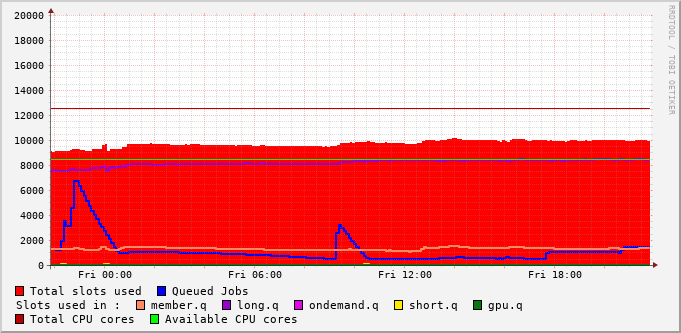 RRDTOOL / TOBI OETIKER
20000
18000
16000
14000
12000
10000
8000
6000
4000
2000
0
Fri 00:00 Fri 06:00 Fri 12:00 Fri 18:00
Total slots used Queued Jobs
Slots used in : member.q long.q ondemand.q short.q gpu.q
Total CPU cores Available CPU cores